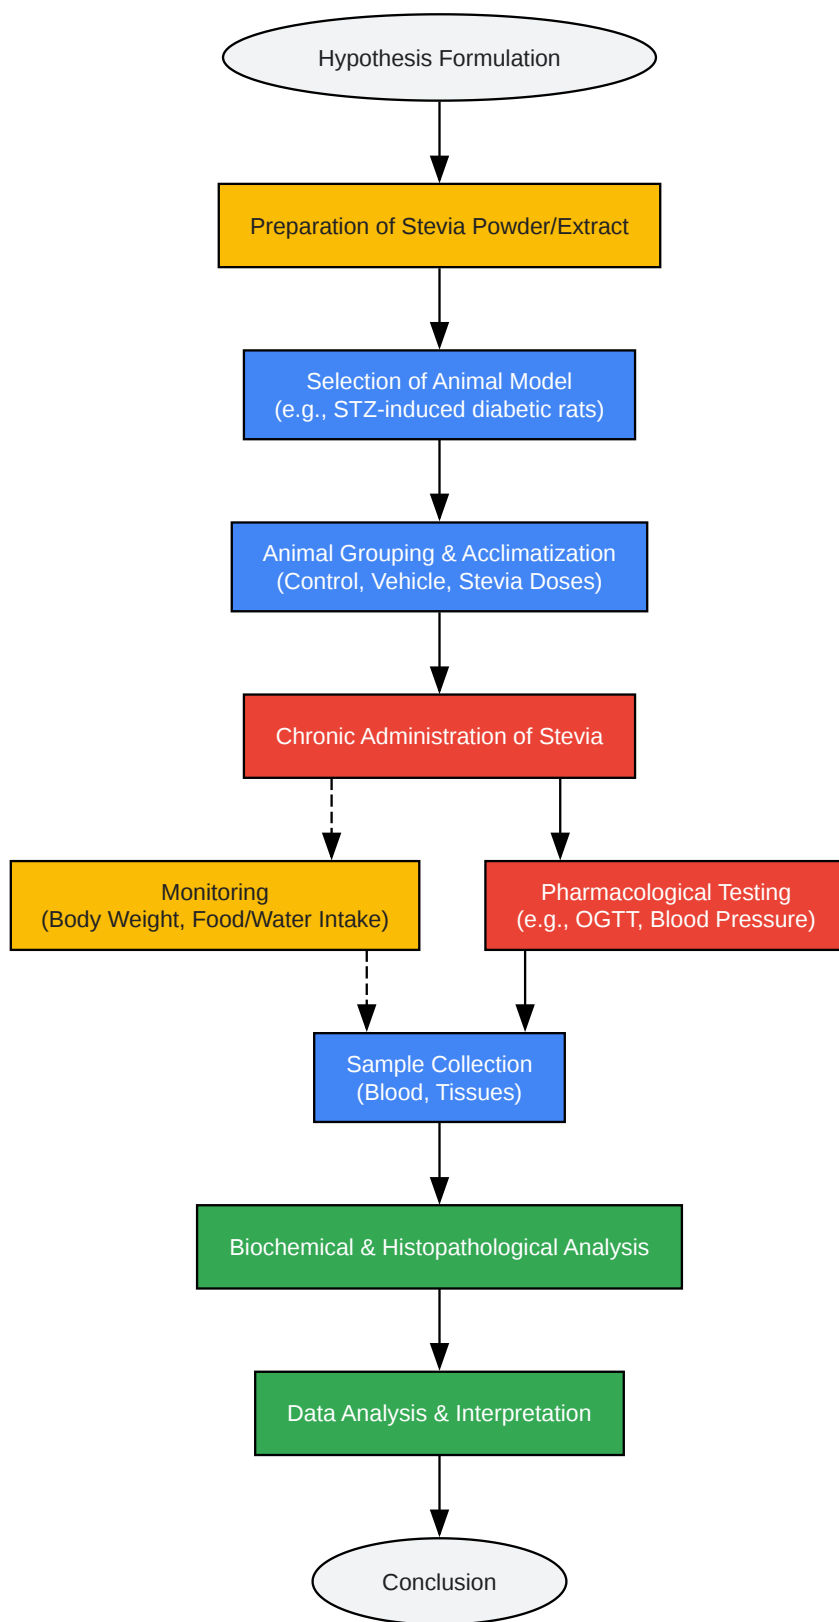 Hypothesis Formulation
Preparation of Stevia Powder/Extract
Selection of Animal Model
(e.g., STZ-induced diabetic rats)
Animal Grouping & Acclimatization
(Control, Vehicle, Stevia Doses)
Chronic Administration of Stevia
Monitoring
(Body Weight, Food/Water Intake)
Pharmacological Testing
(e.g., OGTT, Blood Pressure)
Sample Collection
(Blood, Tissues)
Biochemical & Histopathological Analysis
Data Analysis & Interpretation
Conclusion